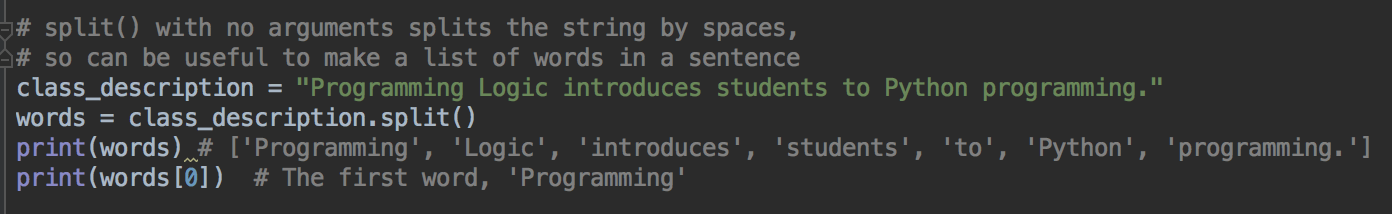 # split() with no arguments splits the string by spaces,
# so can be useful to make a list of words in a sentence
class_description = "Programming Logic introduces students to Python programming."
words = class_description.split()
print(words) # ['Programming', 'Logic', 'introduces', 'students', 'to', 'Python', 'programming.']
print(words[0])  # The first word, 'Programming'